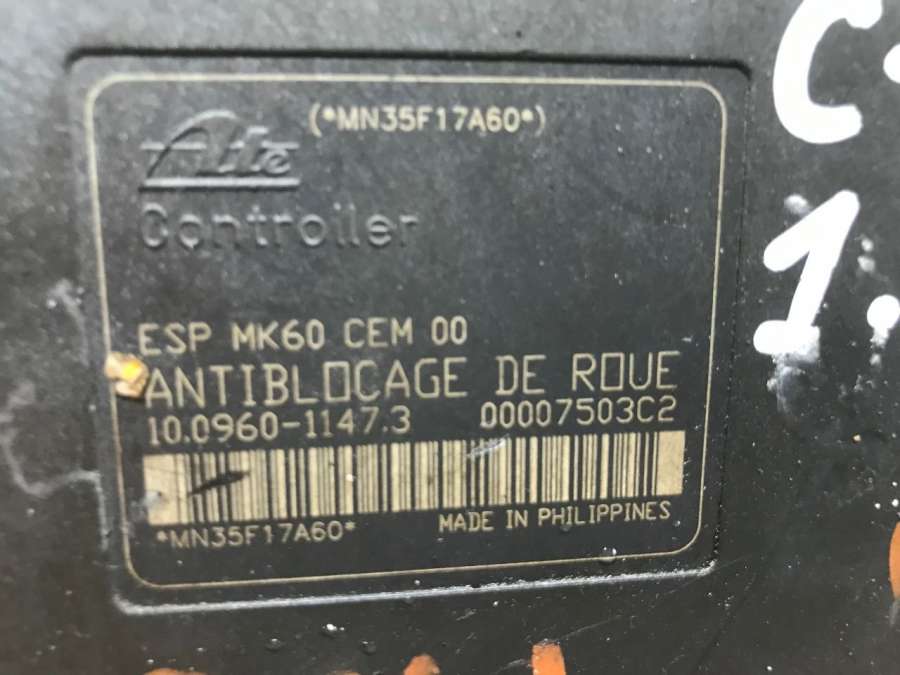 (*MN35F17A60*)
Ate
Controller
ESP MK60 CEM 00
ANTIBLOCAGE DE ROUE
10.0960-1147.3 00007503C2
*MN35F17A60*
MADE IN PHILIPPINES
C
1.